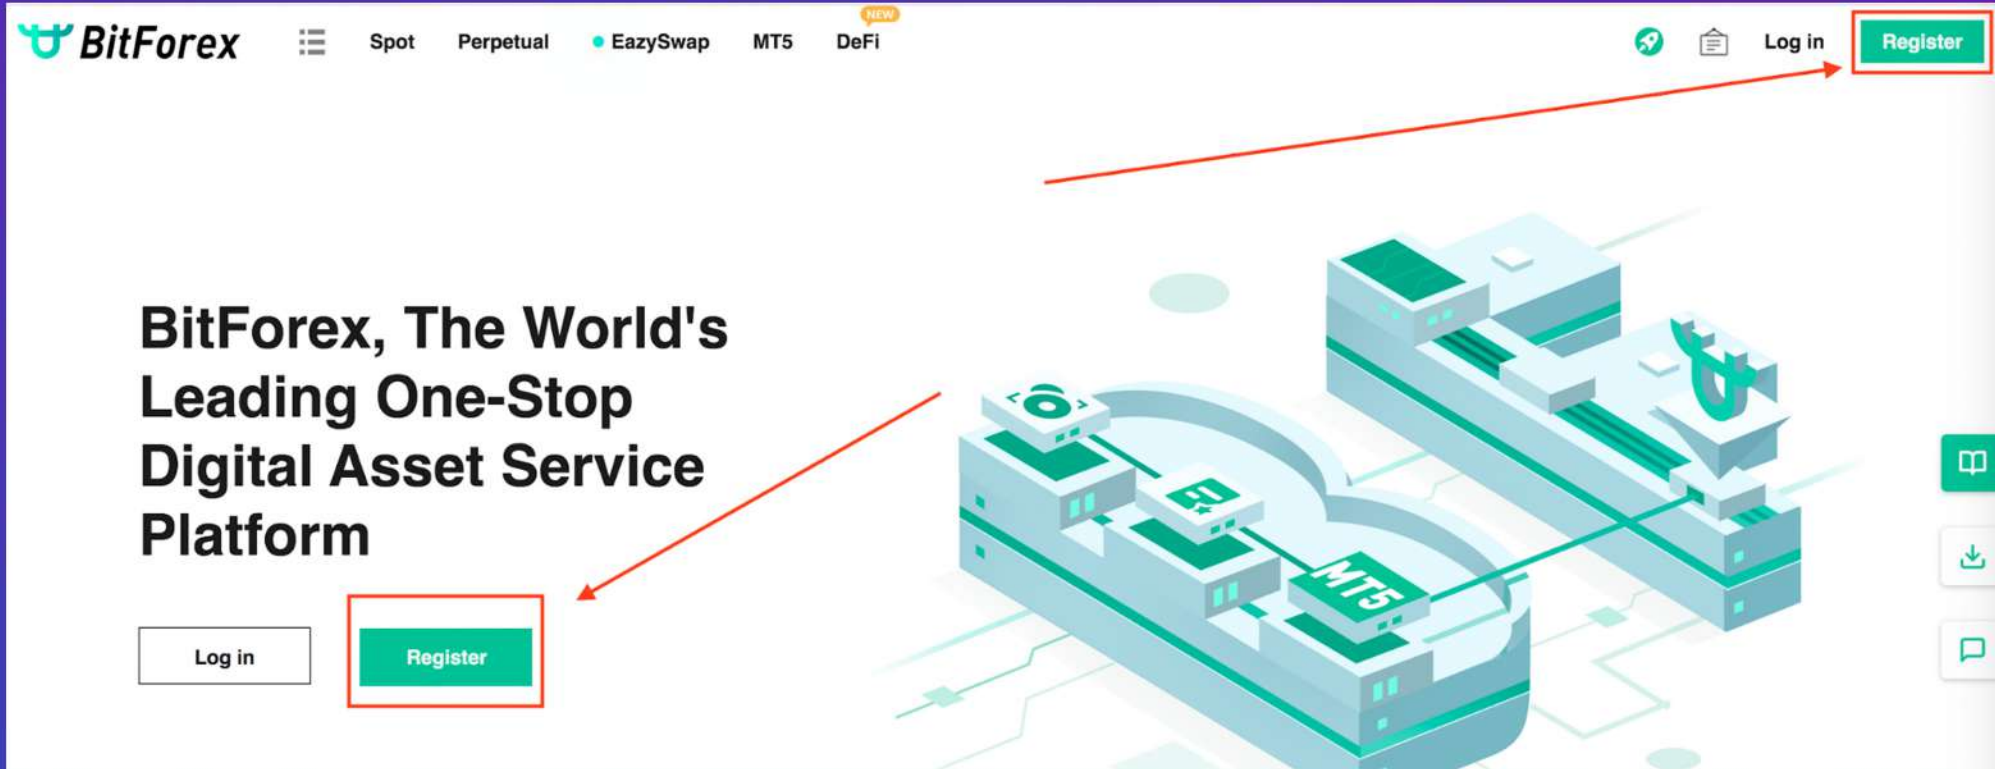 BitForex
Spot Perpetual EazySwap MT5 DeFi NEW
Log in Register
BitForex, The World's
Leading One-Stop
Digital Asset Service
Platform
Log in Register
MT5